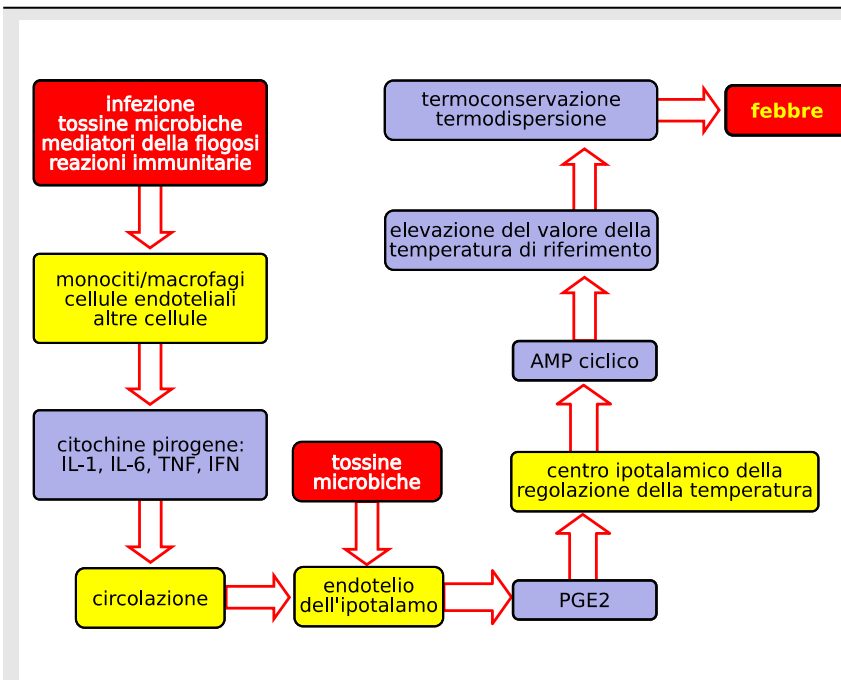 infezione
tossine microbiche
mediatori della flogosi
reazioni immunitarie
monociti/macrofagi
cellule endoteliali
altre cellule
citochine pirogene:
IL-1, IL-6, TNF, IFN
circolazione
tossine
microbiche
endotelio
dell'ipotalamo
PGE2
centro ipotalamico della
regolazione della temperatura
AMP ciclico
elevazione del valore della
temperatura di riferimento
termoconservazione
termodispersione
febbre